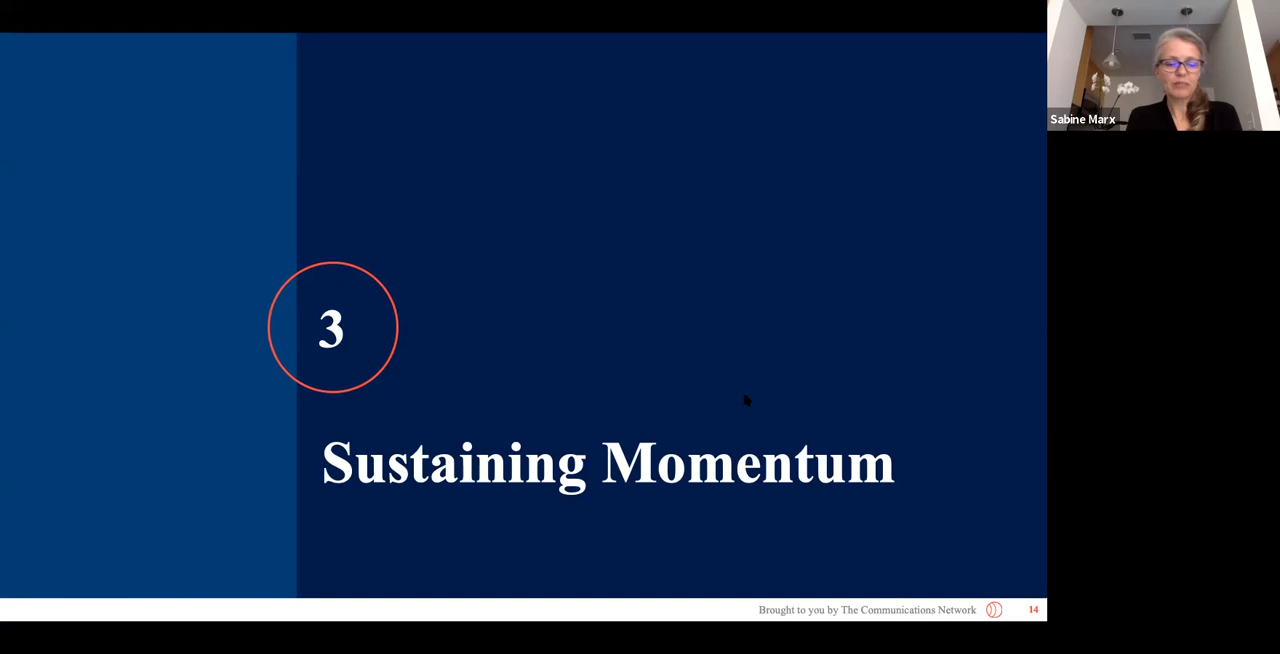 Sabine Marx
3
Sustaining Momentum
Brought to you by The Communications Network
14